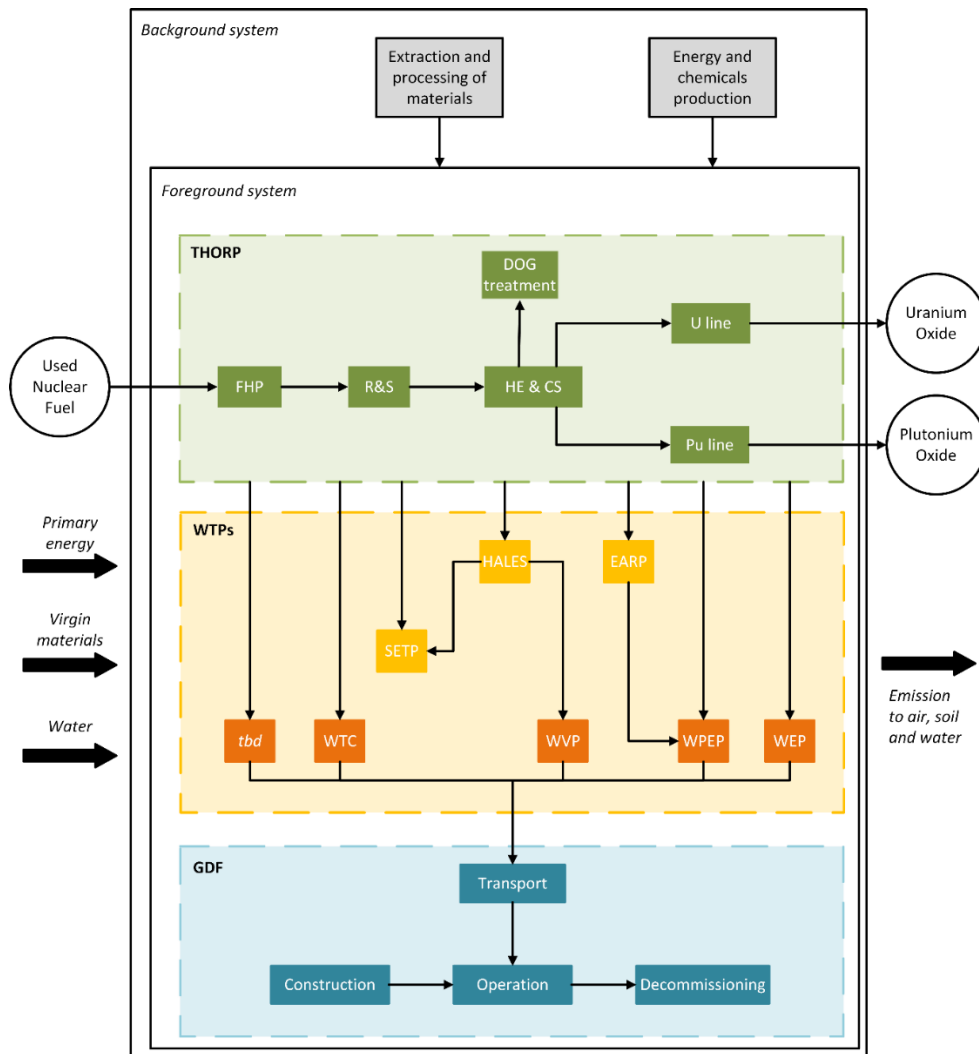 Background system
Extraction and
processing of
materials
Energy and
chemicals
production
Foreground system
THORP
DOG
treatment
U line
Uranium
Oxide
Used
Nuclear
Fuel
FHP
R&S
HE & CS
Pu line
Plutonium
Oxide
Primary
energy
WTPs
HALES
EARP
Virgin
materials
SETP
Emission
to air, soil
and water
Water
tbd
WTC
WVP
WPEP
WEP
GDF
Transport
Construction
Operation
Decommissioning